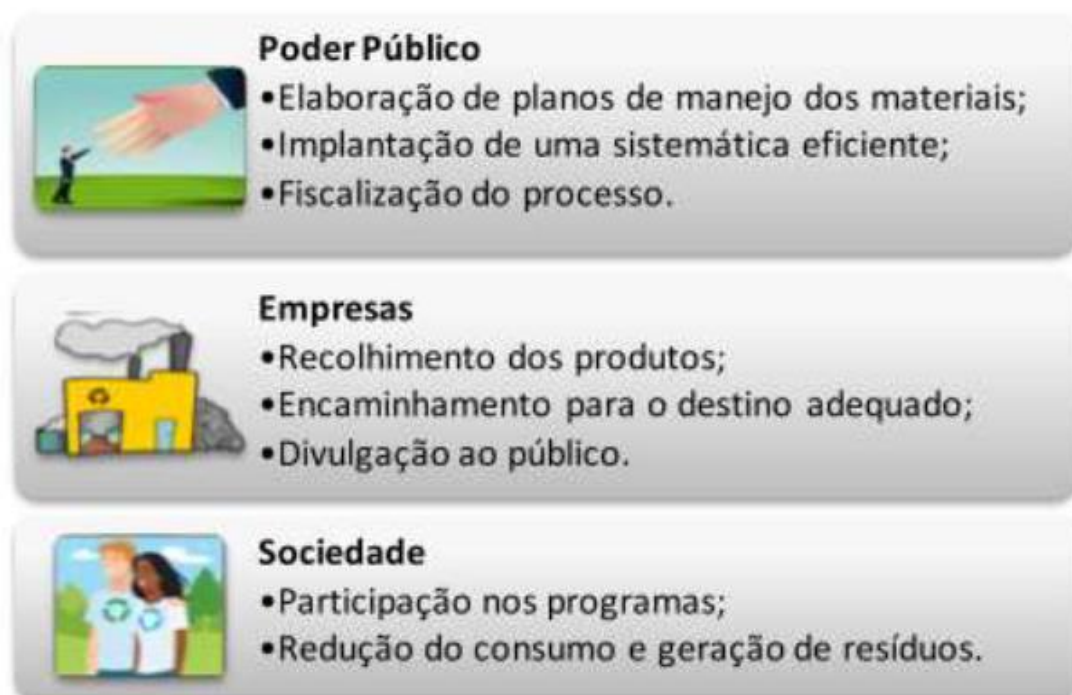 Poder Público
•Elaboração de planos de manejo dos materiais;
•Implantação de uma sistemática eficiente;
•Fiscalização do processo.
Empresas
•Recolhimento dos produtos;
•Encaminhamento para o destino adequado;
•Divulgação ao público.
Sociedade
•Participação nos programas;
•Redução do consumo e geração de resíduos.